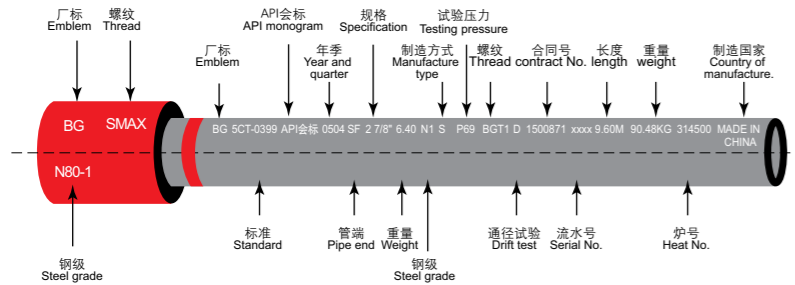 厂标
Emblem
螺纹
Thread
厂标
Emblem
API会标
API monogram
年季
Year and
quarter
规格
Specification
制造方式
Manufacture
type
试验压力
Testing pressure
螺纹
Thread
合同号
contract No.
长度
length
重量
weight
制造国家
Country of
manufacture.
BG
SMAX
N80-1
BG 5CT-0399 API会标 0504 SF 2 7/8" 6.40 N1 S P69 BGT1 D 1500871 xxxx 9.60M 90.48KG 314500 MADE IN
CHINA
标准
Standard
管端
Pipe end
重量
Weight
钢级
Steel grade
通径试验
Drift test
流水号
Serial No.
炉号
Heat No.
钢级
Steel grade